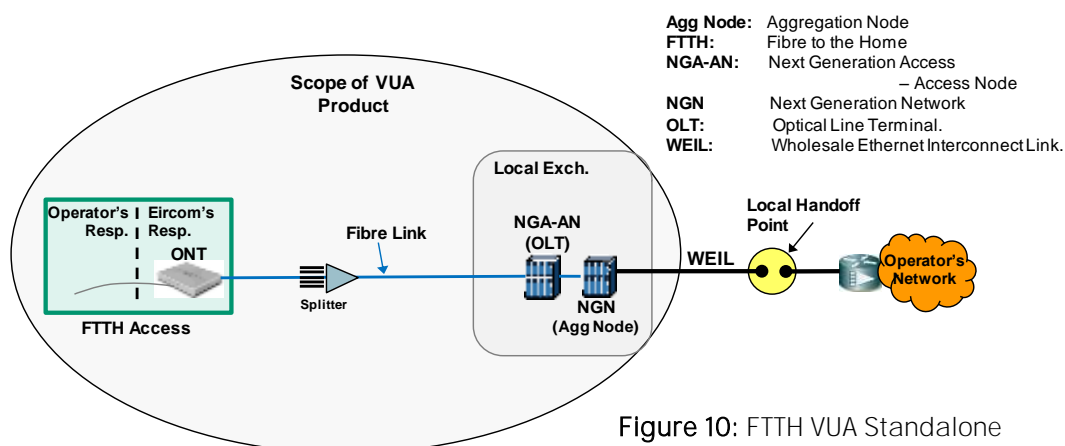 Agg Node: Aggregation Node
FTTH: Fibre to the Home
NGA-AN: Next Generation Access
– Access Node
NGN Next Generation Network
OLT: Optical Line Terminal.
WEIL: Wholesale Ethernet Interconnect Link.
Scope of VUA
Product
Local Exch.
Operator's
Resp.
Eircom's
Resp.
ONT
FTTH Access
Splitter
Fibre Link
NGA-AN
(OLT)
NGN
(Agg Node)
WEIL
Local Handoff
Point
Operator's
Network
Figure 10: FTTH VUA Standalone